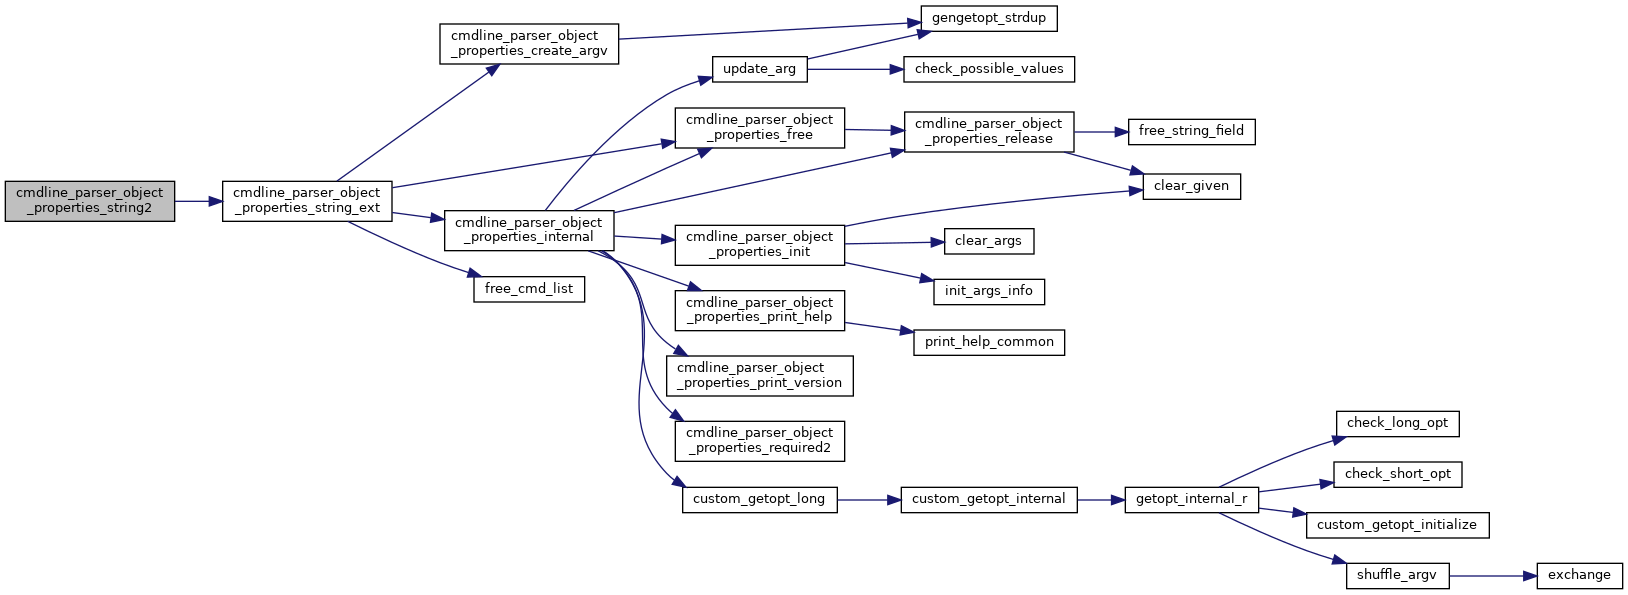 cmdline_parser_object
_properties_string2
cmdline_parser_object
_properties_string_ext
cmdline_parser_object
_properties_create_argv
cmdline_parser_object
_properties_internal
free_cmd_list
gengetopt_strdup
update_arg
check_possible_values
cmdline_parser_object
_properties_free
cmdline_parser_object
_properties_release
free_string_field
clear_given
cmdline_parser_object
_properties_init
clear_args
init_args_info
cmdline_parser_object
_properties_print_help
print_help_common
cmdline_parser_object
_properties_print_version
cmdline_parser_object
_properties_required2
custom_getopt_long
custom_getopt_internal
getopt_internal_r
check_long_opt
check_short_opt
custom_getopt_initialize
shuffle_argv
exchange